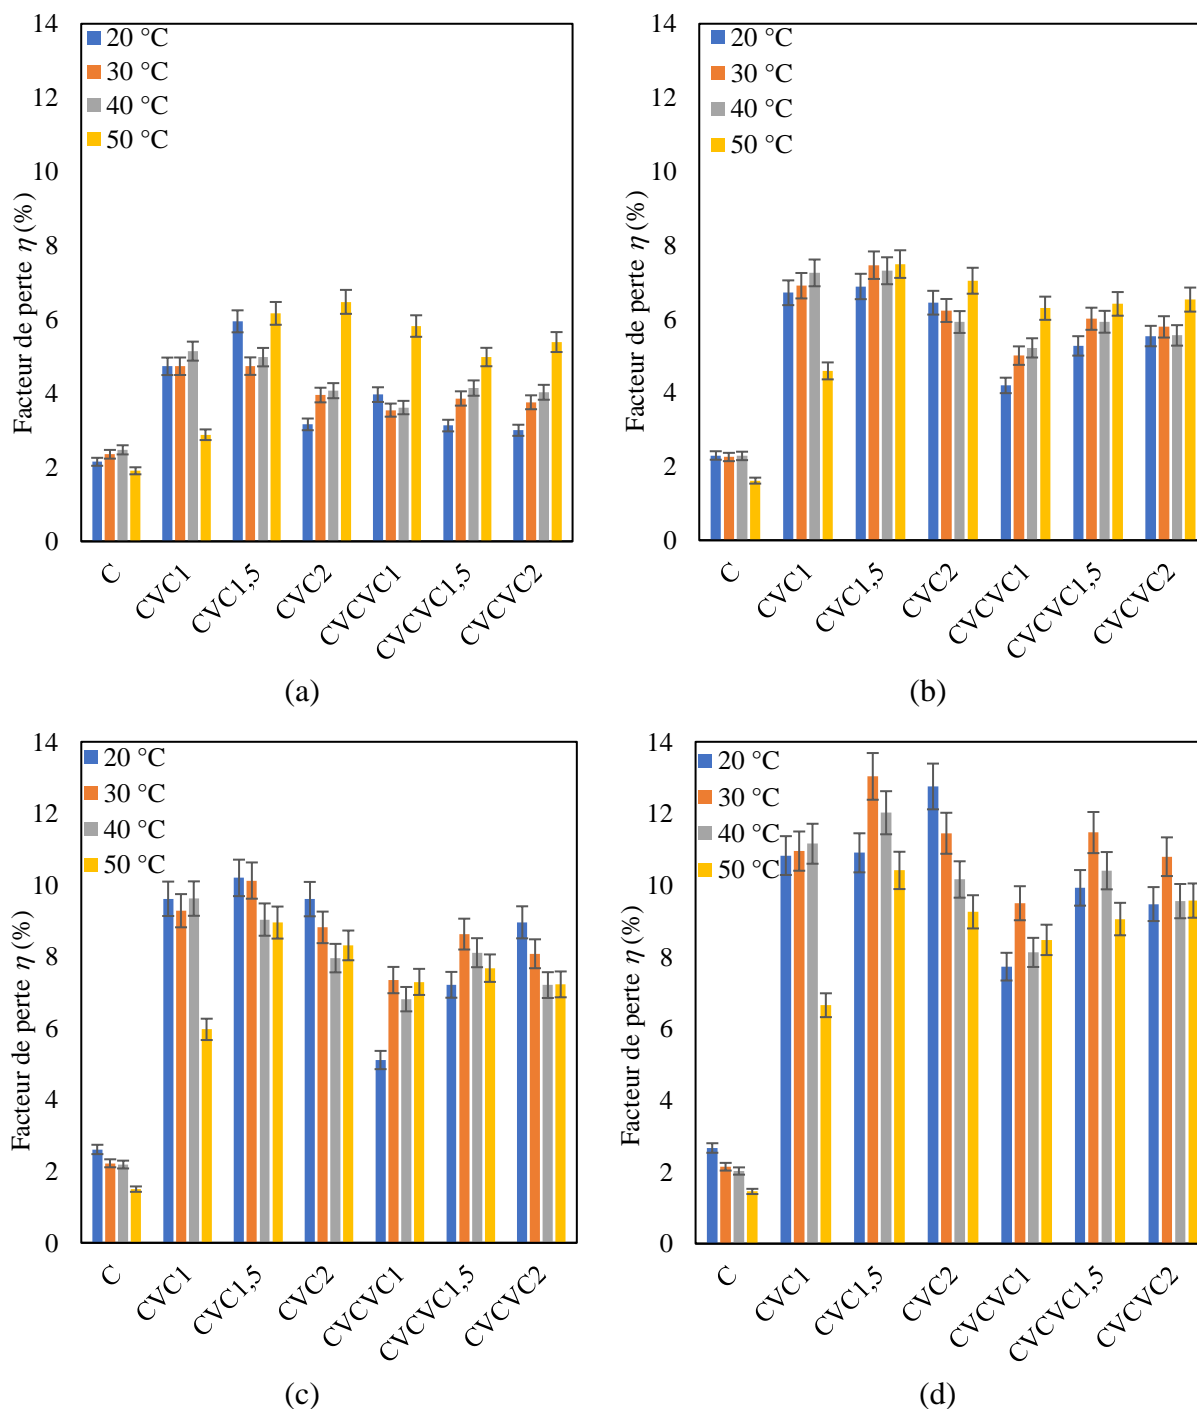 Facteur de perte η (%)
14
12
10
8
6
4
2
0
20 °C
30 °C
40 °C
50 °C
C
CVC1
CVC1,5
CVC2
CVCVC1
CVCVC1,5
CVCVC2
(a)
Facteur de perte η (%)
14
12
10
8
6
4
2
0
20 °C
30 °C
40 °C
50 °C
C
CVC1
CVC1,5
CVC2
CVCVC1
CVCVC1,5
CVCVC2
(b)
Facteur de perte η (%)
14
12
10
8
6
4
2
0
20 °C
30 °C
40 °C
50 °C
C
CVC1
CVC1,5
CVC2
CVCVC1
CVCVC1,5
CVCVC2
(c)
Facteur de perte η (%)
14
12
10
8
6
4
2
0
20 °C
30 °C
40 °C
50 °C
C
CVC1
CVC1,5
CVC2
CVCVC1
CVCVC1,5
CVCVC2
(d)